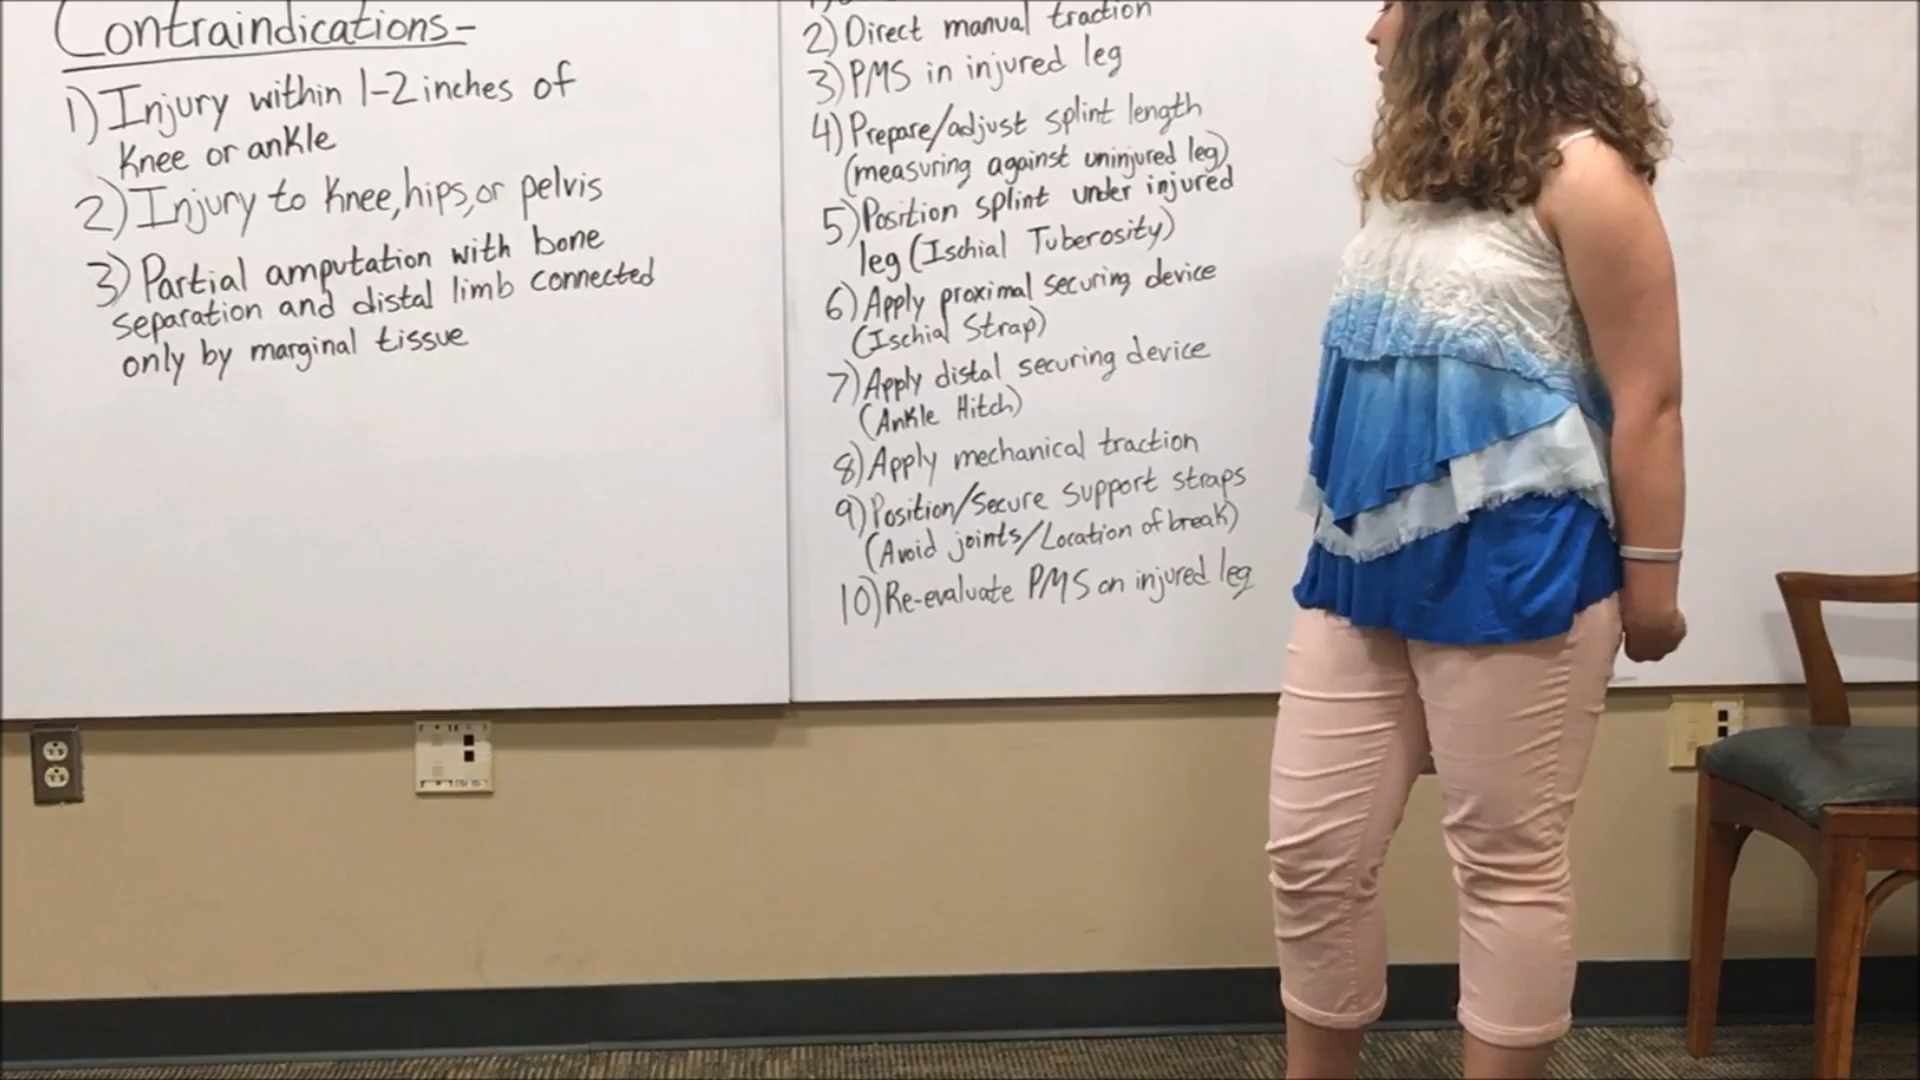 Contraindications-
1) Injury within 1-2 inches of
knee or ankle
2) Injury to knee, hips, or pelvis
3) Partial amputation with bone
separation and distal limb connected
only by marginal tissue
2) Direct manual traction
3) PMS in injured leg
4) Prepare/adjust splint length
(measuring against uninjured leg)
5) Position splint under injured
leg (Ischial Tuberosity)
6) Apply proximal securing device
(Ischial Strap)
7) Apply distal securing device
(Ankle Hitch)
8) Apply mechanical traction
9) Position/Secure support straps
(Avoid joints/Location of break)
10) Re-evaluate PMS on injured leg